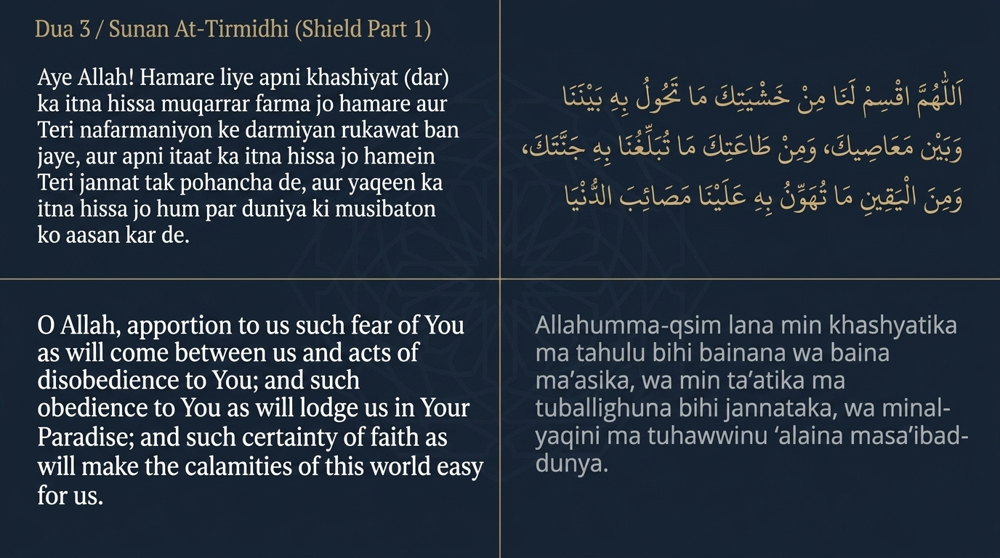 Dua 3 / Sunan At-Tirmidhi (Shield Part 1)
Aye Allah! Hamare liye apni khashiyat (dar)
ka itna hissa muqarrar farma jo hamare aur
Teri nafarmaniyon ke darmiyan rukawat ban
jaye, aur apni itaat ka itna hissa jo hamein
Teri jannat tak pohancha de, aur yaqeen ka
itna hissa jo hum par duniya ki musibaton
ko aasan kar de.
اَللّٰهُمَّ اقْسِمْ لَنَا مِنْ خَشْيَتِكَ مَا تَحُولُ بِهِ بَيْنَنَا
وَبَيْن مَعَاصِيكَ، وَمِنْ طَاعَتِكَ مَا تُبَلِّغُنَا بِهِ جَنَّتَكَ،
وَمِنَ الْيَقِينِ مَا تُهَوِّنُ بِهِ عَلَيْنَا مَصَائِبَ الدُّنْيَا
O Allah, apportion to us such fear of You
as will come between us and acts of
disobedience to You; and such
obedience to You as will lodge us in Your
Paradise; and such certainty of faith as
will make the calamities of this world easy
for us.
Allahumma-qsim lana min khashyatika
ma tahulu bihi bainana wa baina
ma’asika, wa min ta’atika ma
tuballighuna bihi jannataka, wa minal-
yaqini ma tuhawwinu ‘alaina masa’ibad-
dunya.